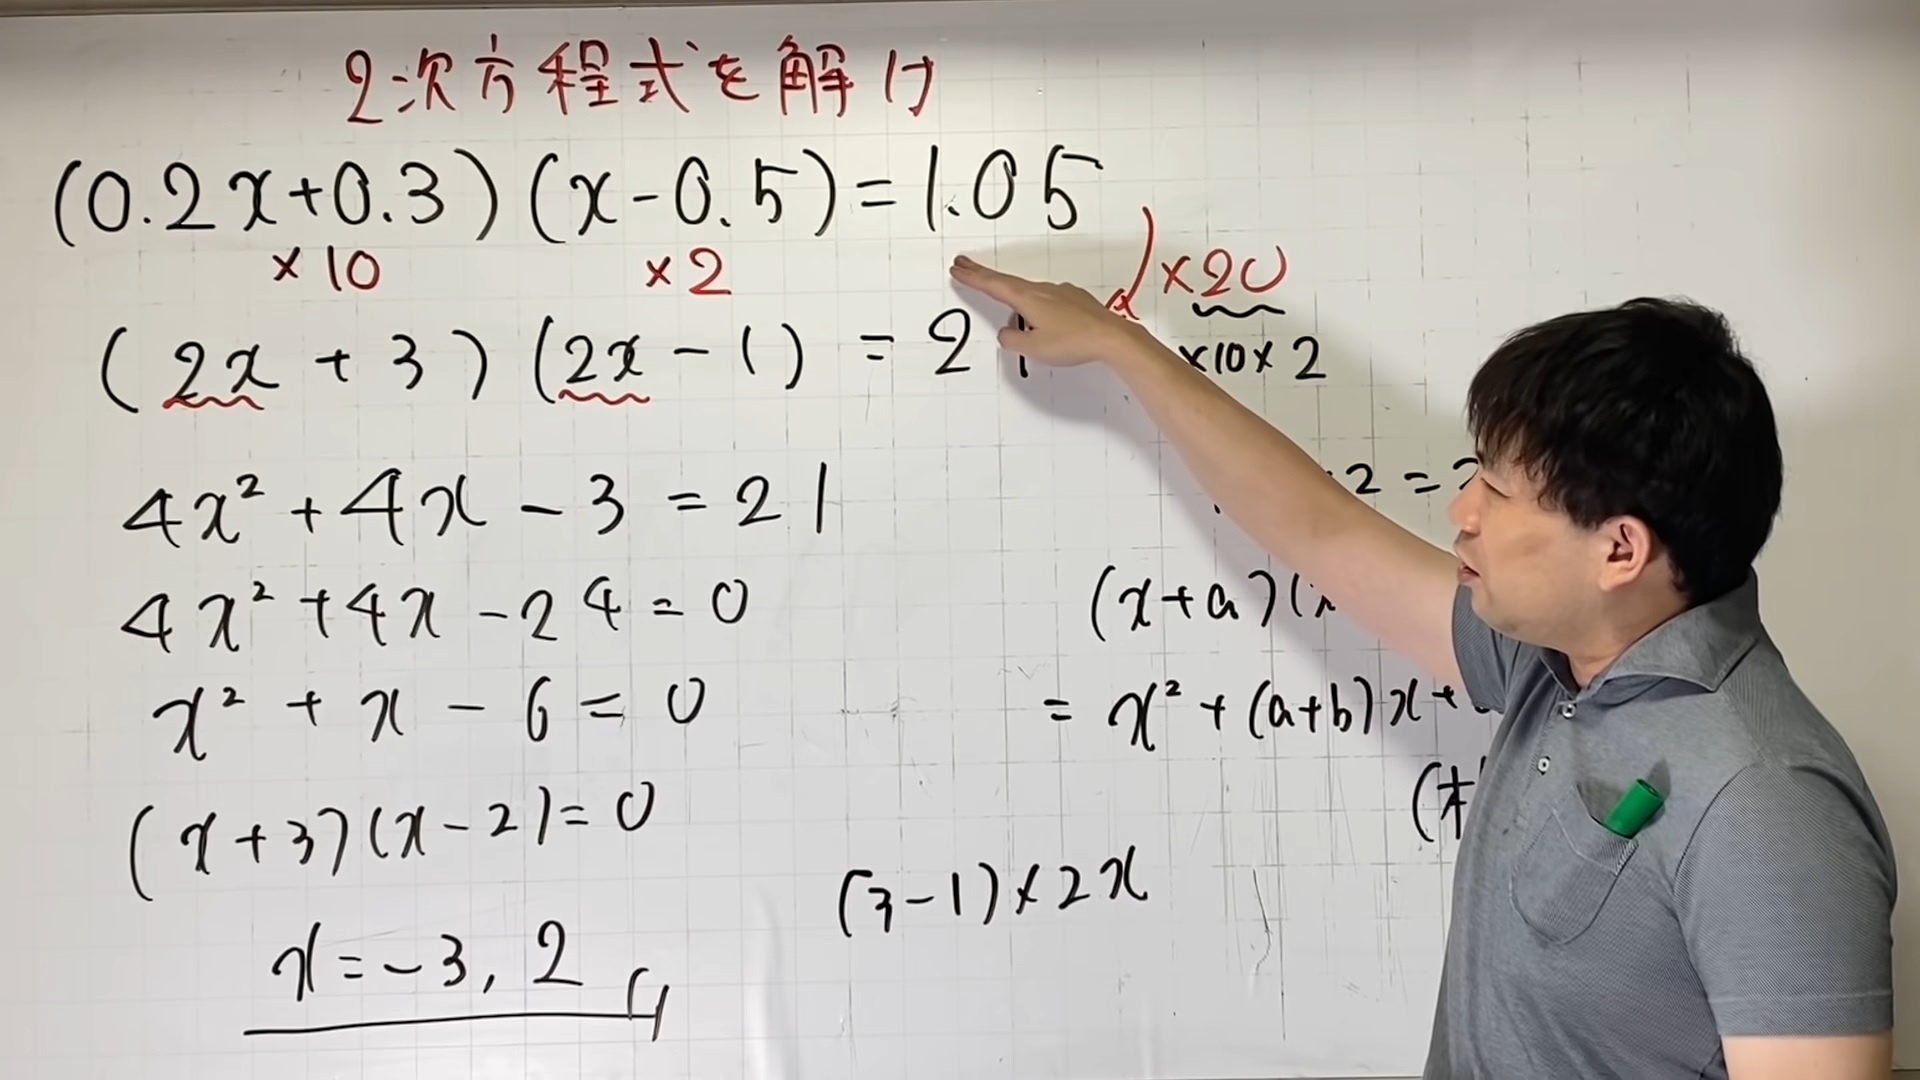 2次方程式を解け
(0.2x+0.3)(x-0.5)=1.05
×10 ×2 ×20
(2x+3)(2x-1)=21
×10×2
4x²+4x-3=21
2=
4x²+4x-24=0
(x+a)(
x²+x-6=0
=x²+(a+b)x+
(x+3)(x-2)=0
(3-1)×2x
x=-3,2